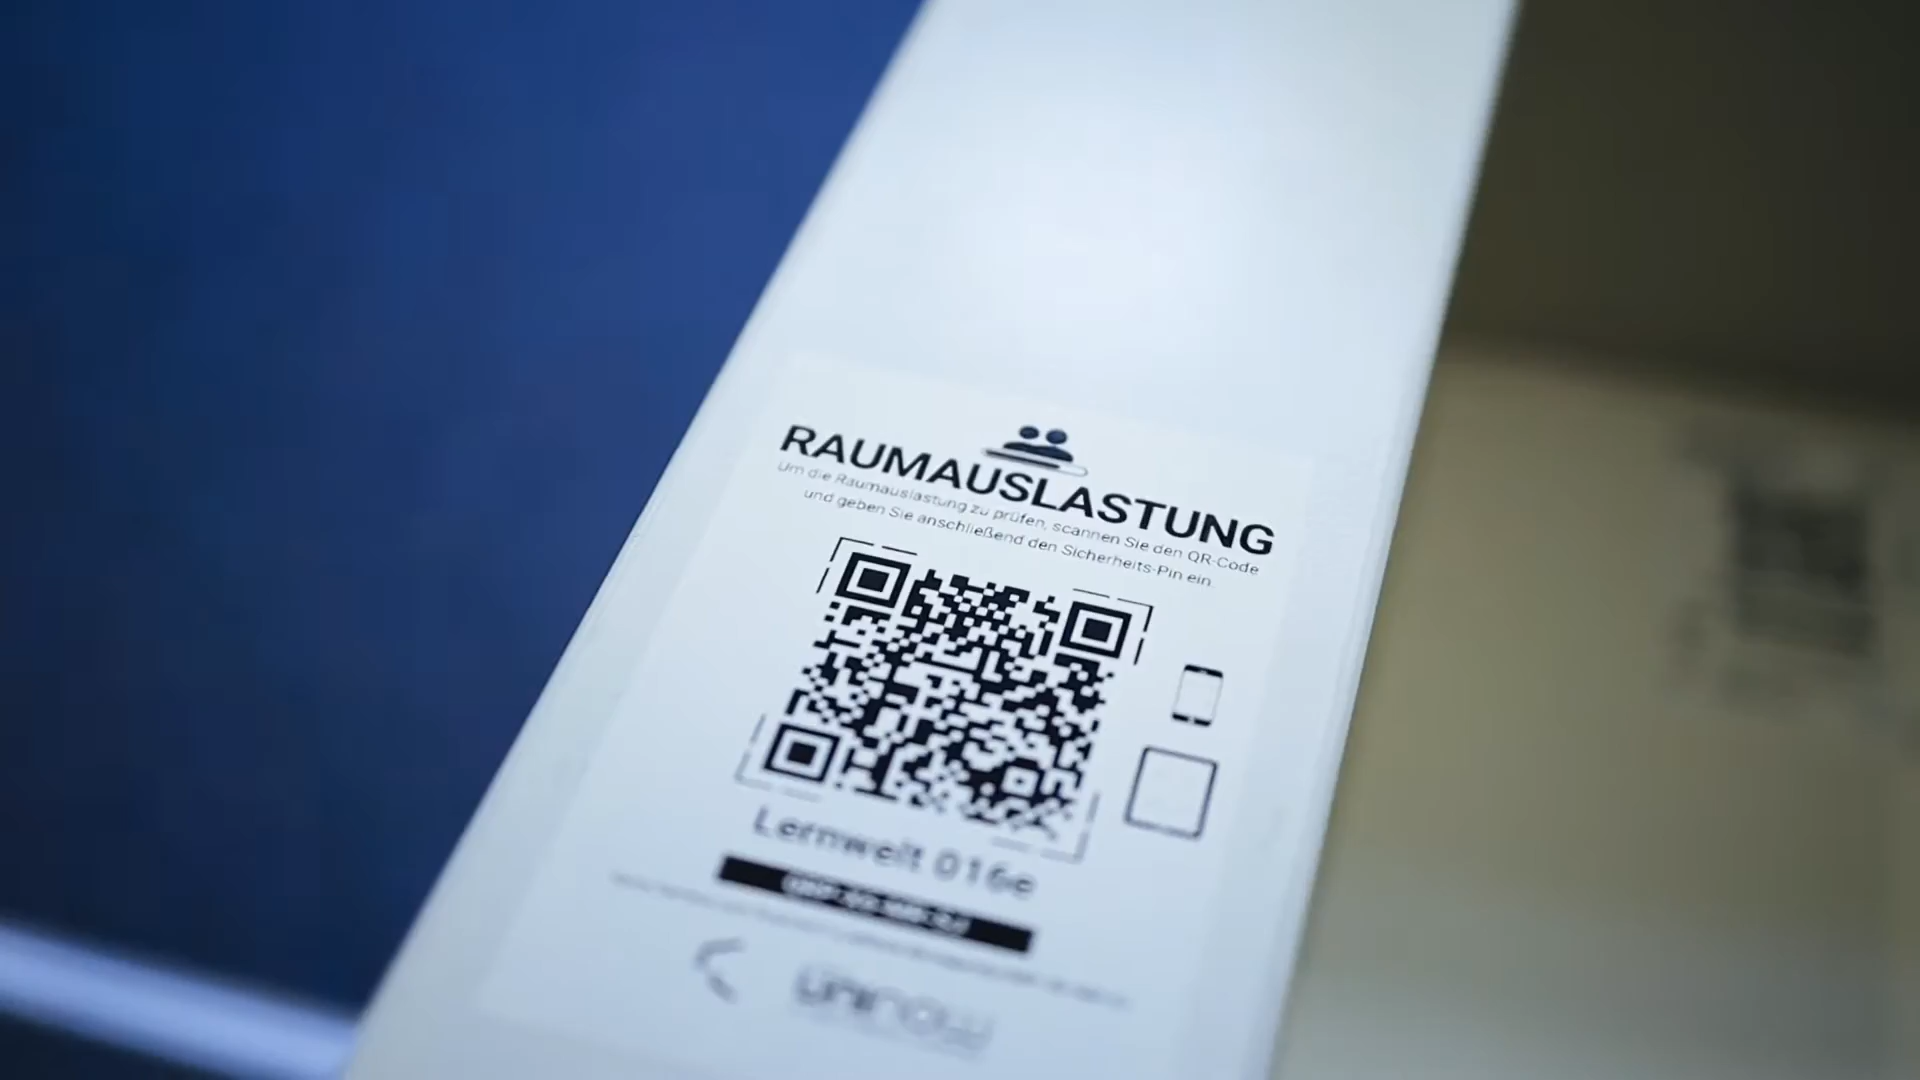 RAUMAUSLASTUNG
Um die Raumauslastung zu prüfen, scannen Sie den QR-Code
und geben Sie anschließend den Sicherheits-Pin ein.
Lernwelt 016e
uninow